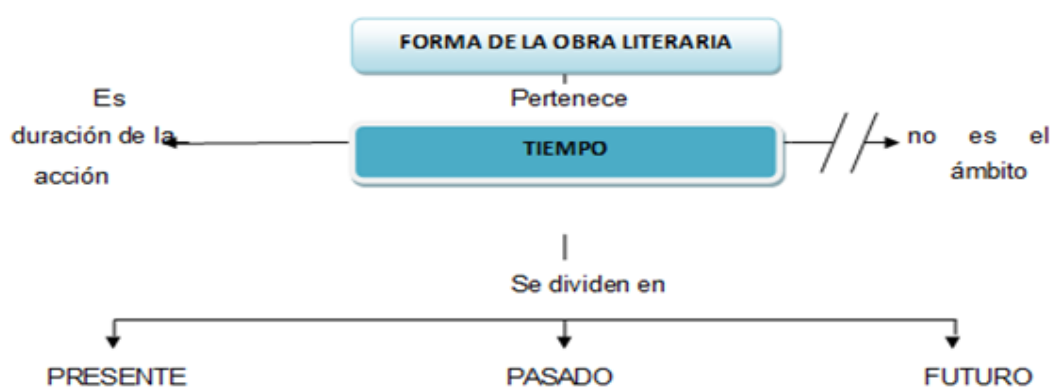 FORMA DE LA OBRA LITERARIA
Pertenece
Es
duración de la
acción
TIEMPO
no es el
ámbito
Se dividen en
PRESENTE
PASADO
FUTURO